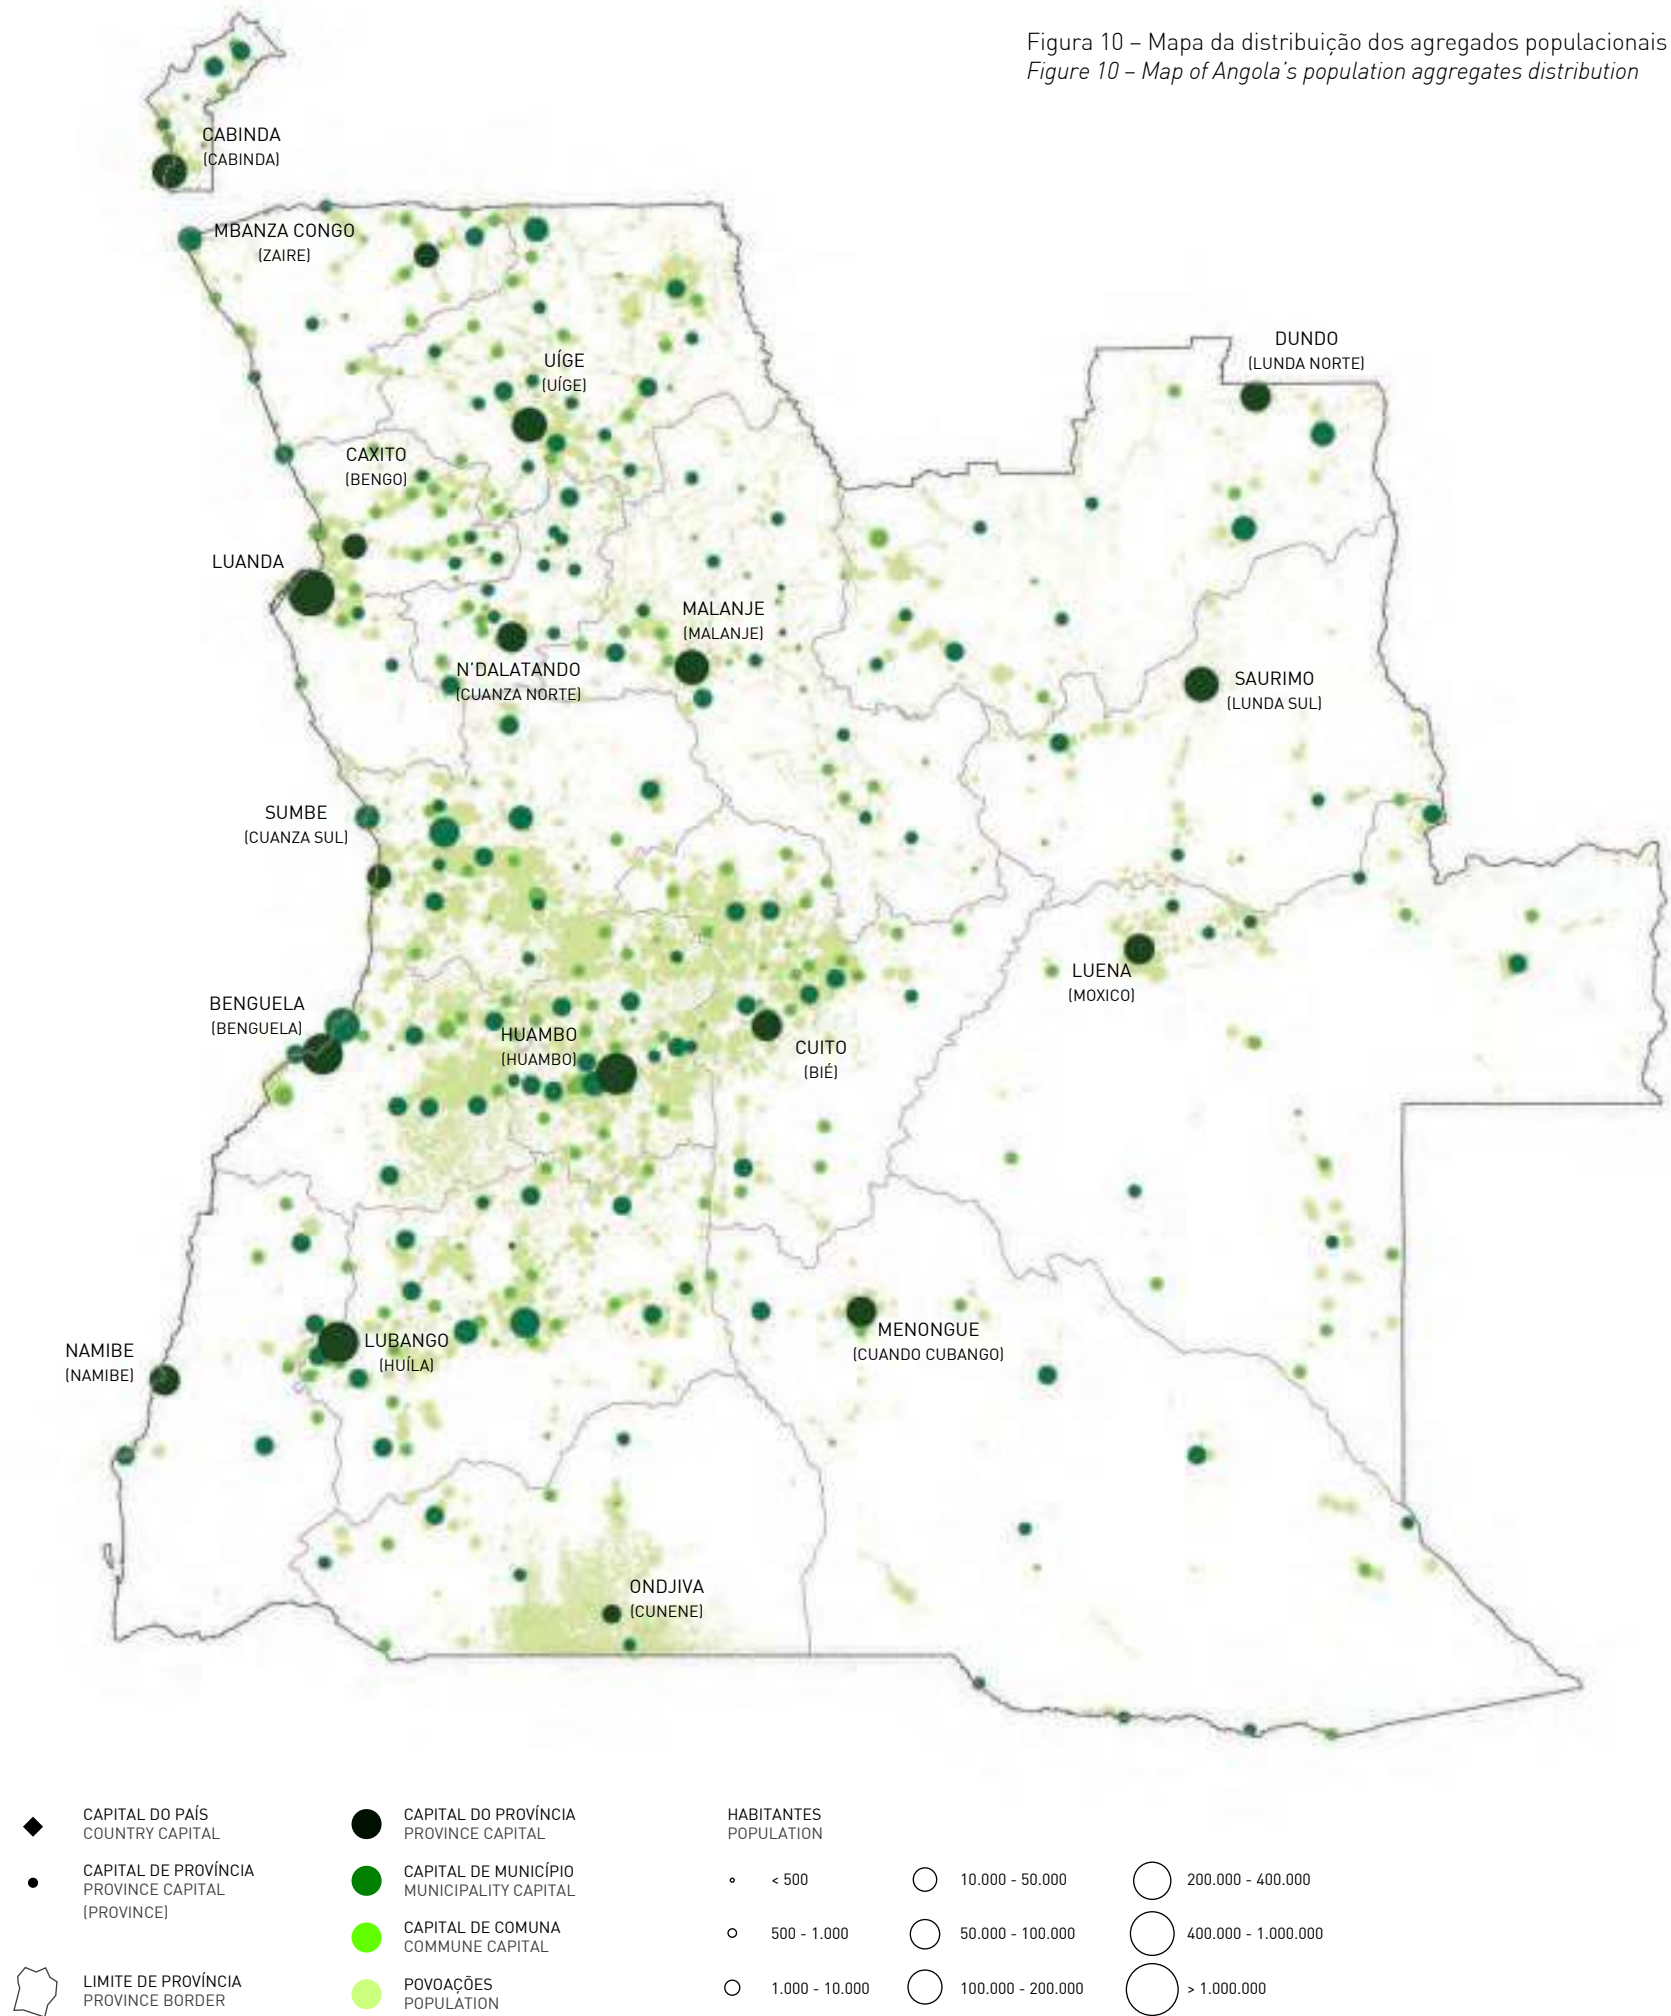 Figura 10 – Mapa da distribuição dos agregados populacionais
Figure 10 – Map of Angola's population aggregates distribution
CABINDA
(CABINDA)
MBANZA CONGO
(ZAIRE)
DUNDO
(LUNDA NORTE)
UÍGE
(UÍGE)
CAXITO
(BENGO)
LUANDA
MALANJE
(MALANJE)
N'DALATANDO
(CUANZA NORTE)
SAURIMO
(LUNDA SUL)
SUMBE
(CUANZA SUL)
LUENA
(MOXICO)
BENGUELA
(BENGUELA)
HUAMBO
(HUAMBO)
CUITO
(BIÉ)
MENONGUE
(CUANDO CUBANGO)
LUBANGO
(HUÍLA)
NAMIBE
(NAMIBE)
ONDJIVA
(CUNENE)
CAPITAL DO PAÍS
COUNTRY CAPITAL
CAPITAL DE PROVÍNCIA
PROVINCE CAPITAL
(PROVINCE)
LIMITE DE PROVÍNCIA
PROVINCE BORDER
CAPITAL DO PROVÍNCIA
PROVINCE CAPITAL
CAPITAL DE MUNICÍPIO
MUNICIPALITY CAPITAL
CAPITAL DE COMUNA
COMMUNE CAPITAL
POVOAÇÕES
POPULATION
HABITANTES
POPULATION
< 500
500 - 1.000
1.000 - 10.000
10.000 - 50.000
50.000 - 100.000
100.000 - 200.000
200.000 - 400.000
400.000 - 1.000.000
> 1.000.000